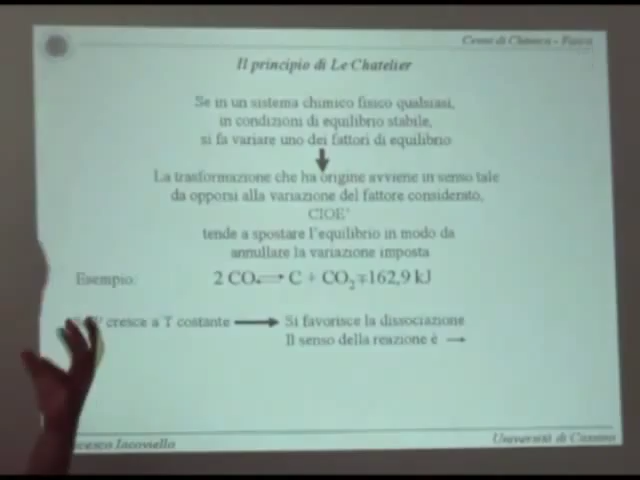 Cenni di Chimica - Fisica
Il principio di Le Chatelier
Se in un sistema chimico fisico qualsiasi,
in condizioni di equilibrio stabile,
si fa variare uno dei fattori di equilibrio
La trasformazione che ha origine avviene in senso tale
da opporsi alla variazione del fattore considerato,
CIOE'
tende a spostare l'equilibrio in modo da
annullare la variazione imposta
Esempio: 2 CO ⇌ C + CO₂ ∓162,9 kJ
cresce a T costante → Si favorisce la dissociazione
Il senso della reazione è →
Iacoviello
Università di Cassino